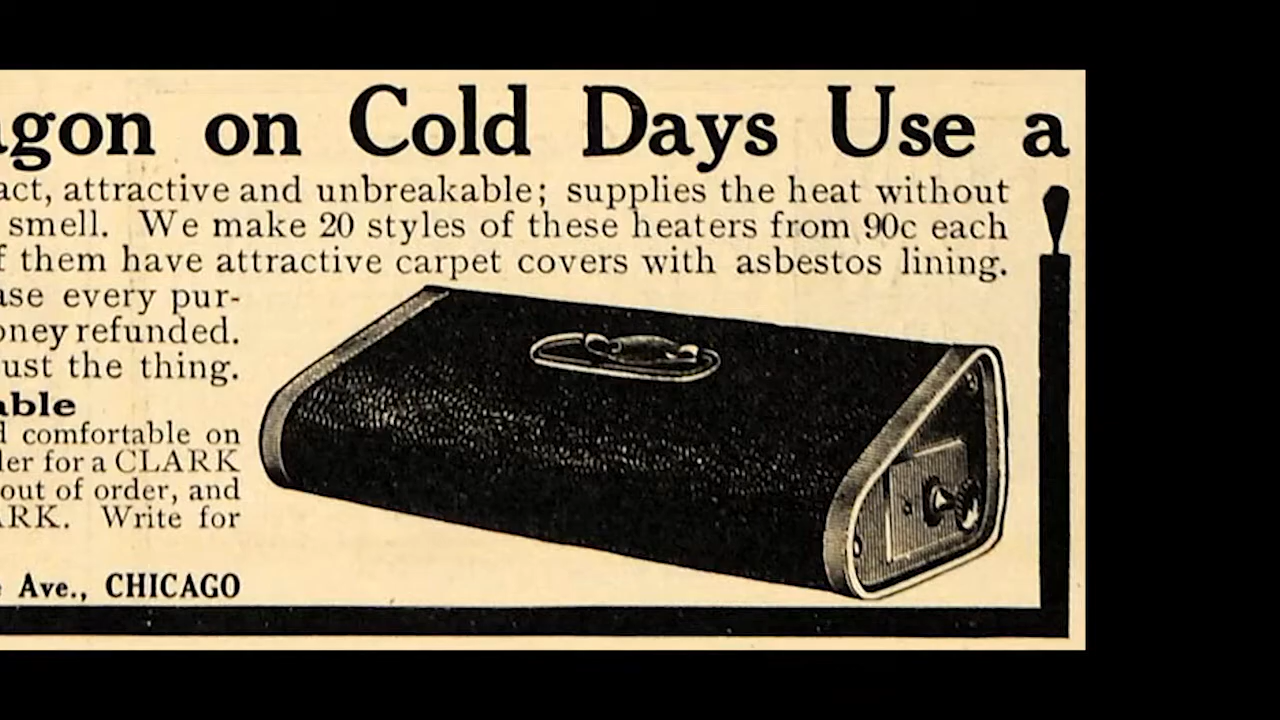 agon on Cold Days Use a
act, attractive and unbreakable; supplies the heat without
smell. We make 20 styles of these heaters from 90c each
f them have attractive carpet covers with asbestos lining.
ase every pur-
oney refunded.
ust the thing.
able
d comfortable on
der for a CLARK
out of order, and
ARK. Write for
e Ave., CHICAGO